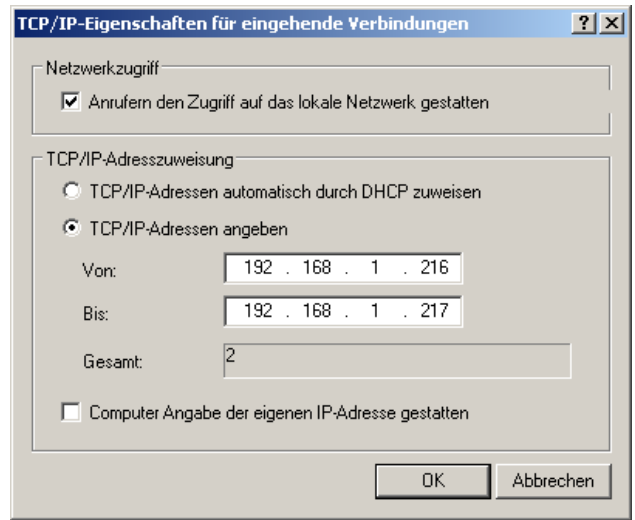 TCP/IP-Eigenschaften für eingehende Verbindungen
Netzwerkzugriff
Anrufern den Zugriff auf das lokale Netzwerk gestatten
TCP/IP-Adresszuweisung
TCP/IP-Adressen automatisch durch DHCP zuweisen
TCP/IP-Adressen angeben
Von: 192 . 168 . 1 . 216
Bis: 192 . 168 . 1 . 217
Gesamt: 2
Computer Angabe der eigenen IP-Adresse gestatten
OK Abbrechen